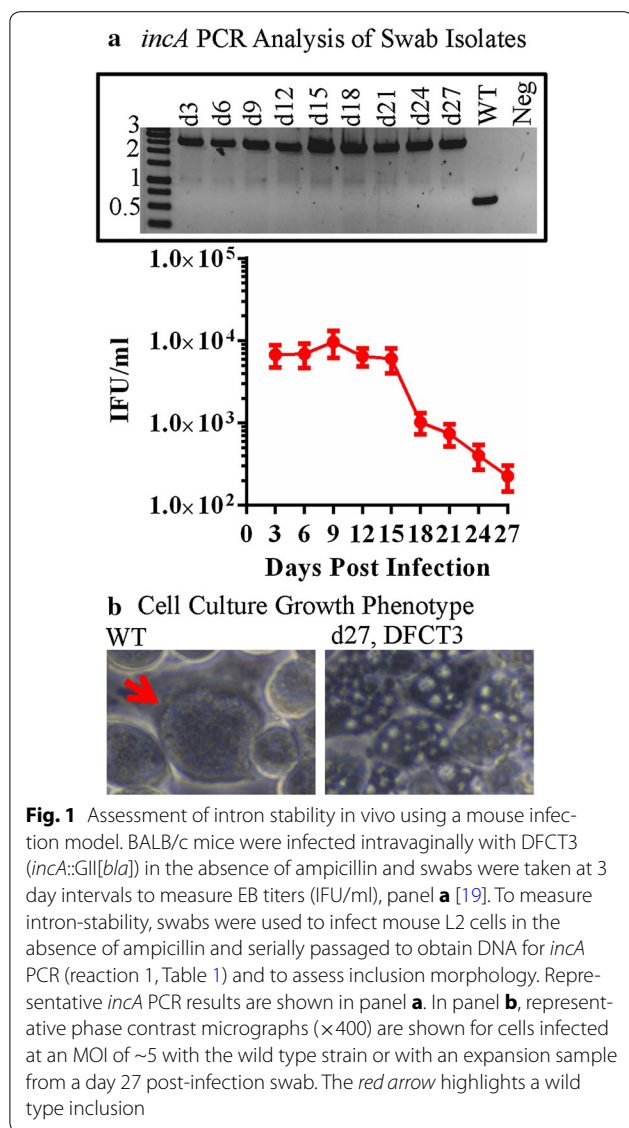 a incA PCR Analysis of Swab Isolates
d3 d6 d9 d12 d15 d18 d21 d24 d27 WT Neg
3
2
1
0.5
1.0×10⁵
1.0×10⁴
1.0×10³
1.0×10²
IFU/ml
0 3 6 9 12 15 18 21 24 27
Days Post Infection
b Cell Culture Growth Phenotype
WT d27, DFCT3
Fig. 1 Assessment of intron stability in vivo using a mouse infec-
tion model. BALB/c mice were infected intravaginally with DFCT3
(incA::GII[bla]) in the absence of ampicillin and swabs were taken at 3
day intervals to measure EB titers (IFU/ml), panel a [19]. To measure
intron-stability, swabs were used to infect mouse L2 cells in the
absence of ampicillin and serially passaged to obtain DNA for incA
PCR (reaction 1, Table 1) and to assess inclusion morphology. Repre-
sentative incA PCR results are shown in panel a. In panel b, represent-
ative phase contrast micrographs (×400) are shown for cells infected
at an MOI of ~5 with the wild type strain or with an expansion sample
from a day 27 post-infection swab. The red arrow highlights a wild
type inclusion